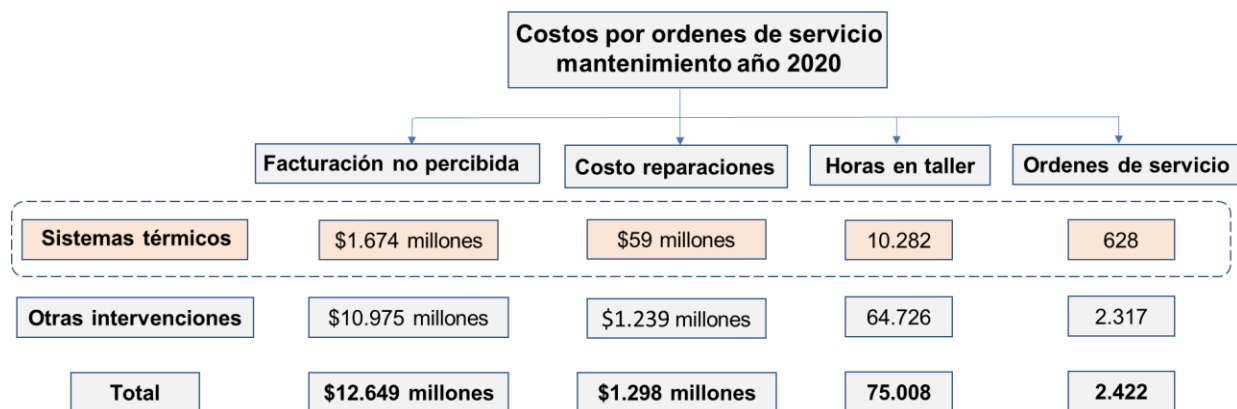 Costos por ordenes de servicio
mantenimiento año 2020
Facturación no percibida
Costo reparaciones
Horas en taller
Ordenes de servicio
Sistemas térmicos
$1.674 millones
$59 millones
10.282
628
Otras intervenciones
$10.975 millones
$1.239 millones
64.726
2.317
Total
$12.649 millones
$1.298 millones
75.008
2.422